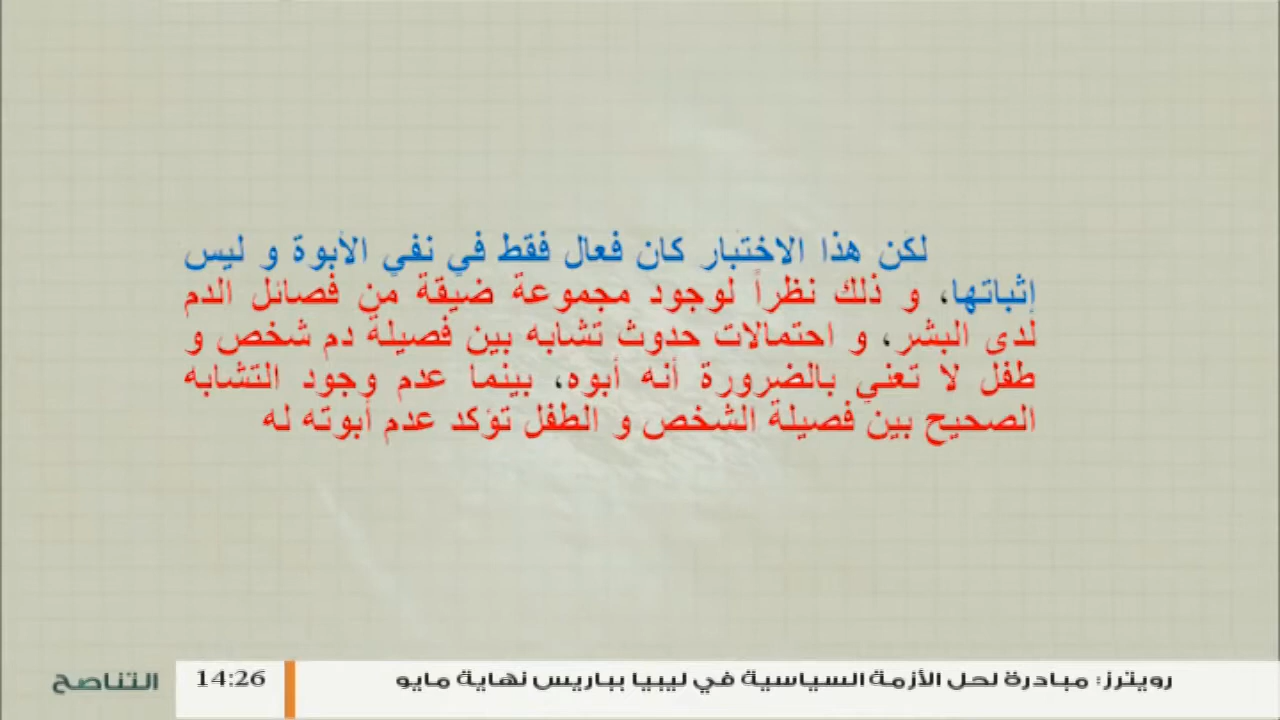 لكن هذا الاختبار كان فعال فقط في نفي الأبوة و ليس
إثباتها، و ذلك نظراً لوجود مجموعة ضيقة من فصائل الدم
لدى البشر، و احتمالات حدوث تشابه بين فصيلة دم شخص و
طفل لا تعني بالضرورة أنه أبوه، بينما عدم وجود التشابه
الصحيح بين فصيلة الشخص و الطفل تؤكد عدم أبوته له
رويترز: مبادرة لحل الأزمة السياسية في ليبيا بباريس نهاية مايو
14:26
التناصح